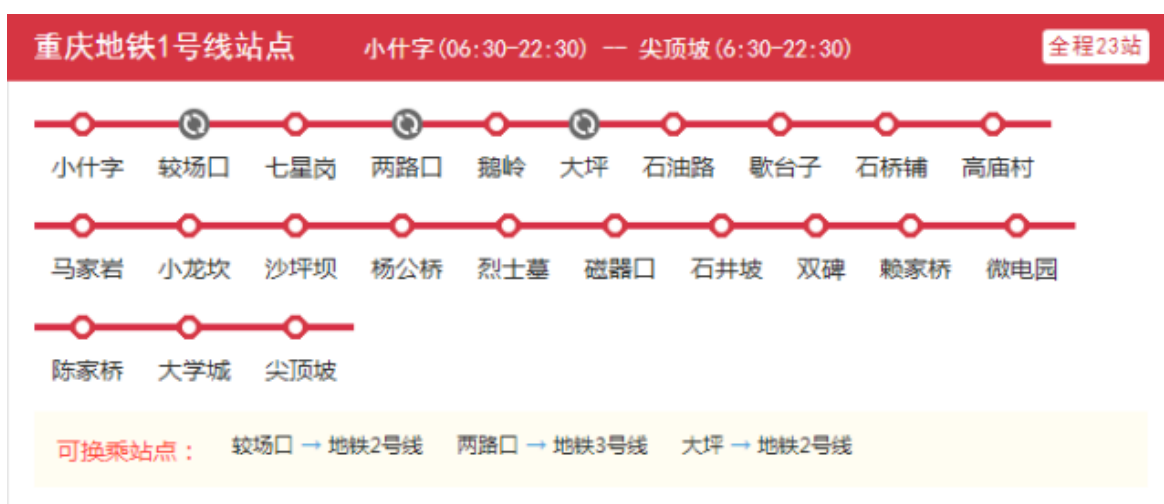 重庆地铁1号线站点 小什字(06:30-22:30) — 尖顶坡(6:30-22:30) 全程23站
小什字 较场口 七星岗 两路口 鹅岭 大坪 石油路 歇台子 石桥铺 高庙村
马家岩 小龙坎 沙坪坝 杨公桥 烈士墓 磁器口 石井坡 双碑 赖家桥 微电园
陈家桥 大学城 尖顶坡
可换乘站点： 较场口 → 地铁2号线 两路口 → 地铁3号线 大坪 → 地铁2号线